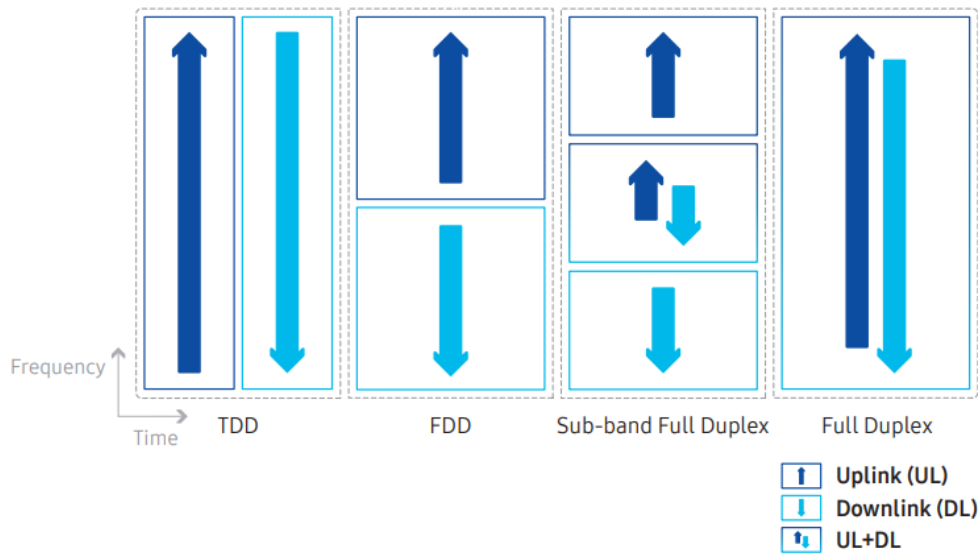 Frequency
Time
TDD
FDD
Sub-band Full Duplex
Full Duplex
Uplink (UL)
Downlink (DL)
UL+DL